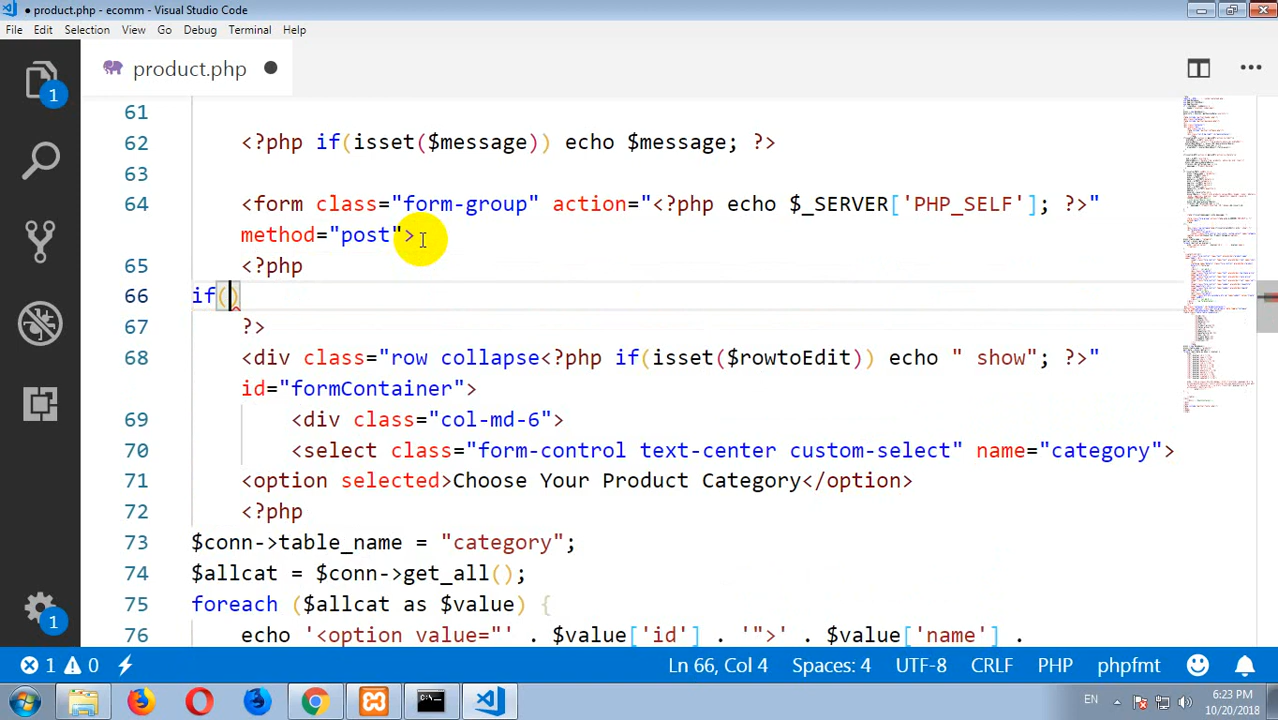 product.php - ecomm - Visual Studio Code
File Edit Selection View Go Debug Terminal Help
product.php
1
61
62 <?php if(isset($message)) echo $message; ?>
63
64 <form class="form-group" action="<?php echo $_SERVER['PHP_SELF']; ?>"
method="post">
65 <?php
66 if()
67 ?>
68 <div class="row collapse<?php if(isset($rowtoEdit)) echo " show"; ?>"
id="formContainer">
69 <div class="col-md-6">
70 <select class="form-control text-center custom-select" name="category">
71 <option selected>Choose Your Product Category</option>
72 <?php
73 $conn->table_name = "category";
74 $allcat = $conn->get_all();
75 foreach ($allcat as $value) {
76 echo '<option value="' . $value['id'] . '">' . $value['name'] .
1
1 0 Ln 66, Col 4 Spaces: 4 UTF-8 CRLF PHP phpfmt
EN 6:23 PM
10/20/2018